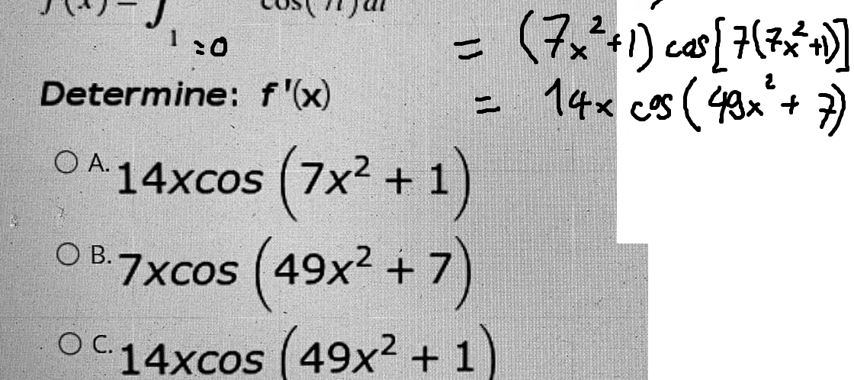 1 =0
= (7x²+1) cos[7(7x²+1)]
Determine: f'(x)
= 14x cos(49x² + 7)
A. 14xcos (7x² + 1)
B. 7xcos (49x² + 7)
C. 14xcos (49x² + 1)